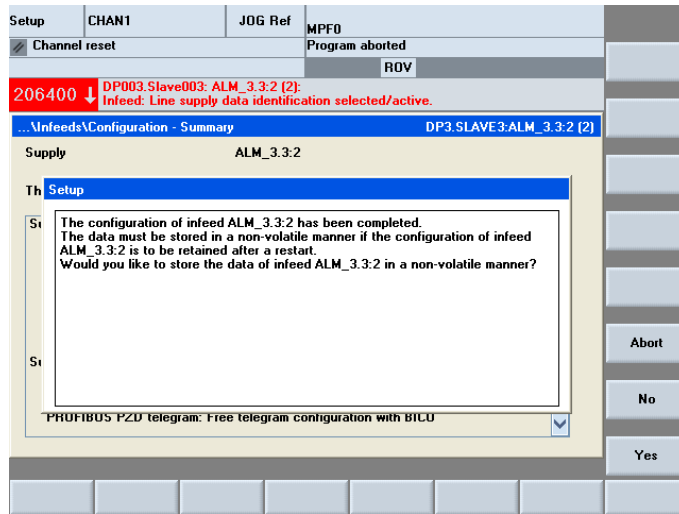 Setup
CHAN1
JOG Ref
MPF0
Channel reset
Program aborted
ROV
206400
DP003.Slave003: ALM_3.3:2 (2):
Infeed: Line supply data identification selected/active.
...\Infeeds\Configuration - Summary
DP3.SLAVE3:ALM_3.3:2 (2)
Supply
ALM_3.3:2
Th
Setup
Su
The configuration of infeed ALM_3.3:2 has been completed.
The data must be stored in a non-volatile manner if the configuration of infeed
ALM_3.3:2 is to be retained after a restart.
Would you like to store the data of infeed ALM_3.3:2 in a non-volatile manner?
Su
PROFIBUS PZD telegram: Free telegram configuration with BICO
Abort
No
Yes